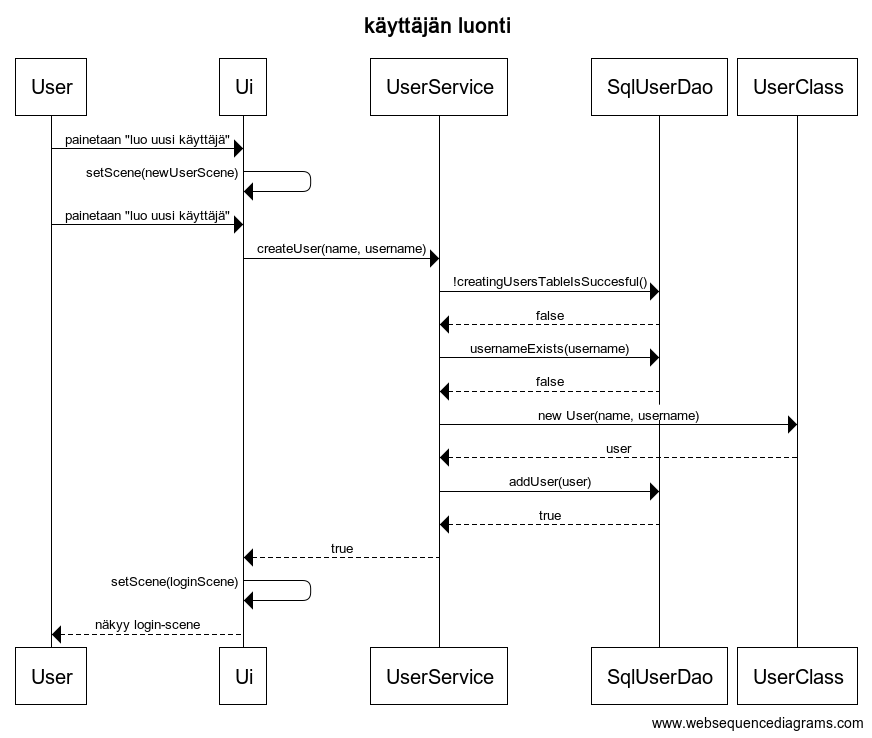 käyttäjän luonti
User
Ui
UserService
SqlUserDao
UserClass
painetaan "luo uusi käyttäjä"
setScene(newUserScene)
painetaan "luo uusi käyttäjä"
createUser(name, username)
!creatingUsersTableIsSuccesful()
false
usernameExists(username)
false
new User(name, username)
user
addUser(user)
true
true
setScene(loginScene)
näkyy login-scene
User
Ui
UserService
SqlUserDao
UserClass
www.websequencediagrams.com